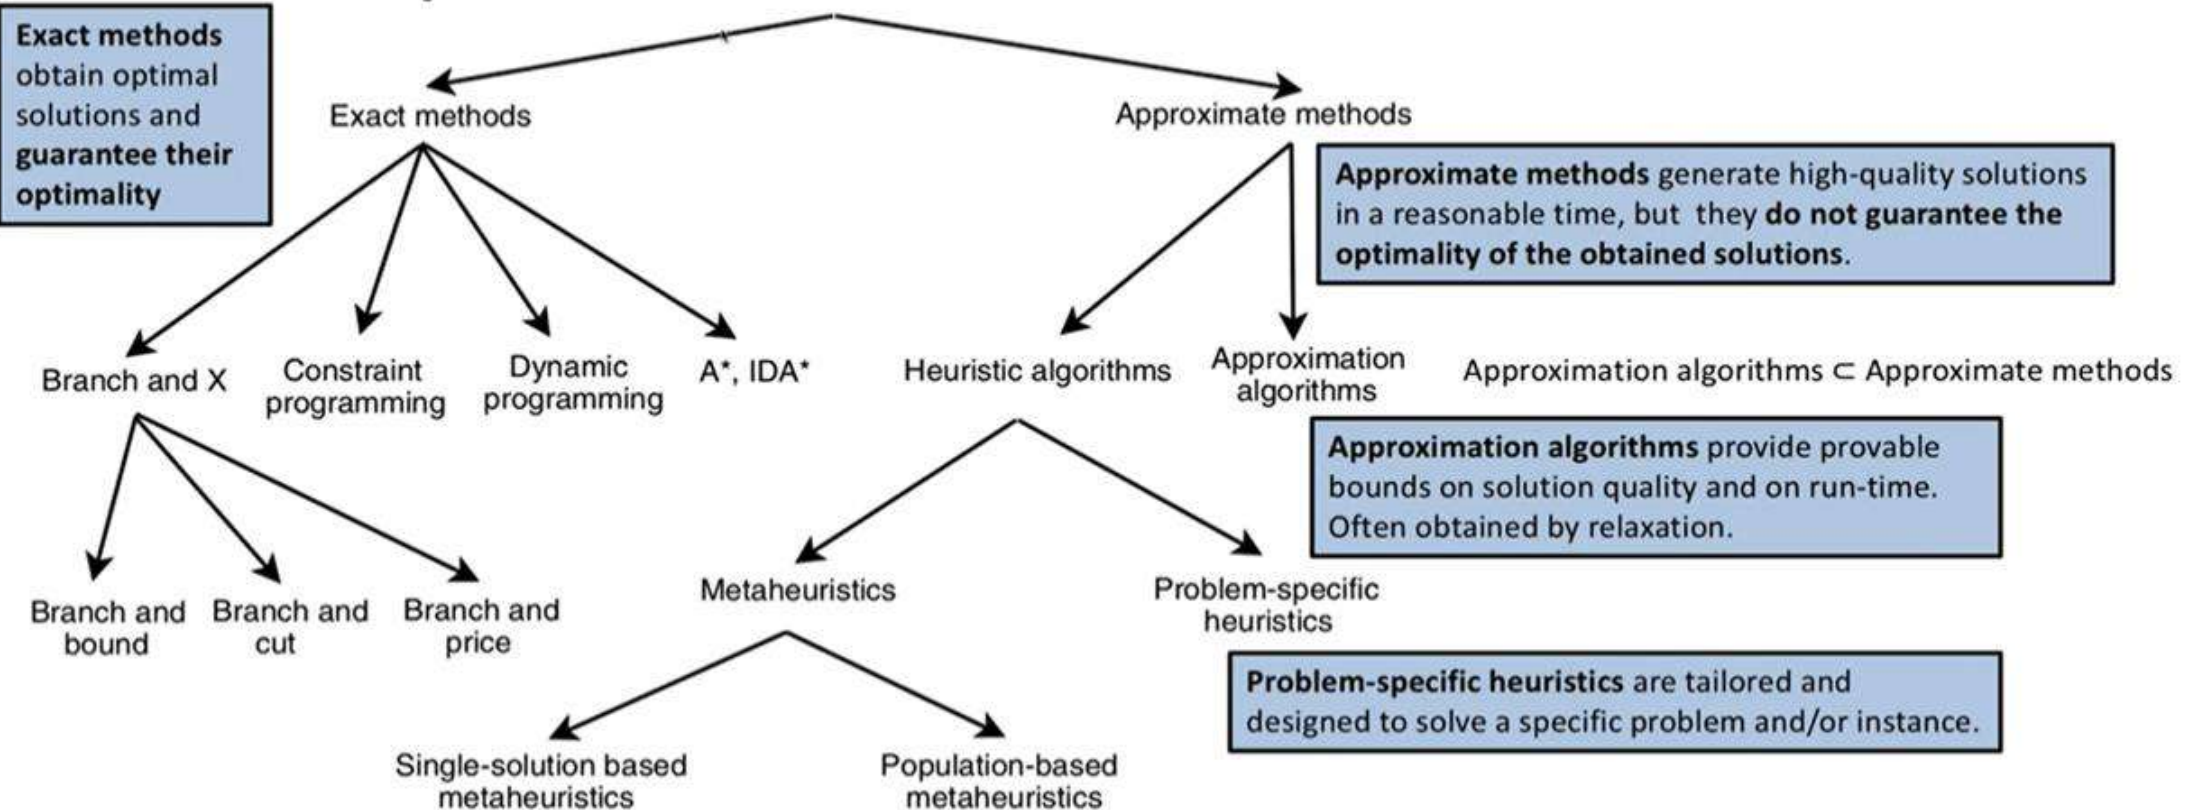 Exact methods
obtain optimal
solutions and
guarantee their
optimality
Exact methods
Approximate methods
Approximate methods generate high-quality solutions
in a reasonable time, but they do not guarantee the
optimality of the obtained solutions.
Branch and X
Constraint
programming
Dynamic
programming
A*, IDA*
Heuristic algorithms
Approximation
algorithms
Approximation algorithms ⊂ Approximate methods
Approximation algorithms provide provable
bounds on solution quality and on run-time.
Often obtained by relaxation.
Branch and
bound
Branch and
cut
Branch and
price
Metaheuristics
Problem-specific
heuristics
Problem-specific heuristics are tailored and
designed to solve a specific problem and/or instance.
Single-solution based
metaheuristics
Population-based
metaheuristics